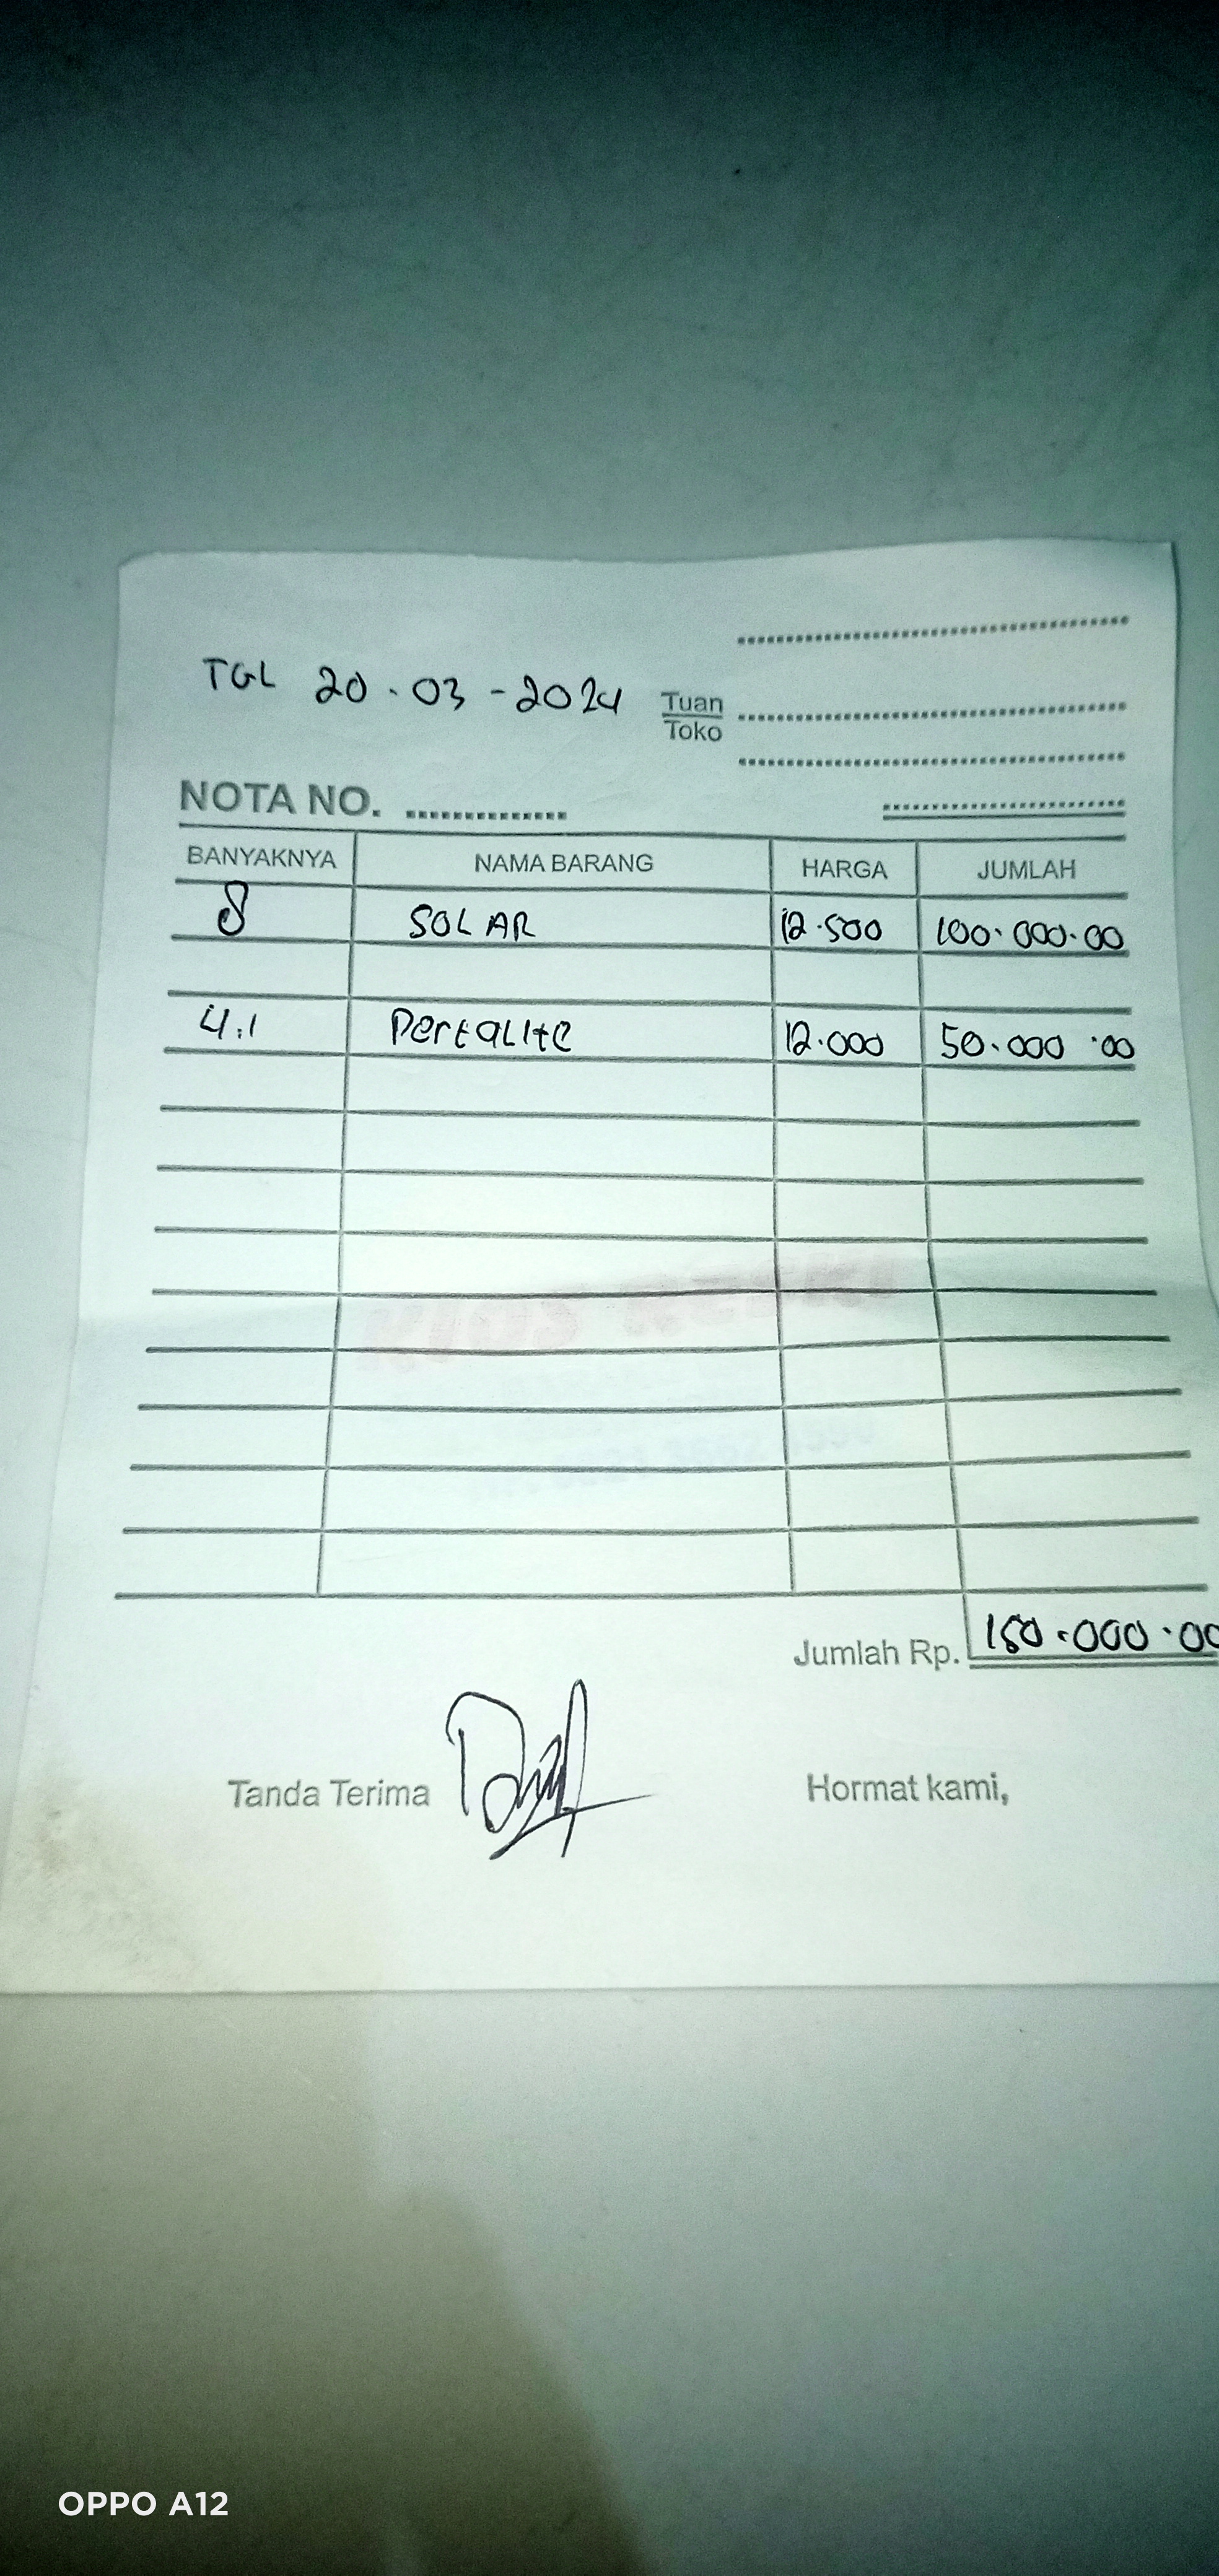 TGL 20.03-2024
Tuan
Toko
NOTA NO. ...............
BANYAKNYA NAMA BARANG HARGA JUMLAH
8 SOLAR 12.500 100.000.00
4.1 Pertalite 12.000 50.000.00
Jumlah Rp. 150.000.00
Tanda Terima Hormat kami,
OPPO A12